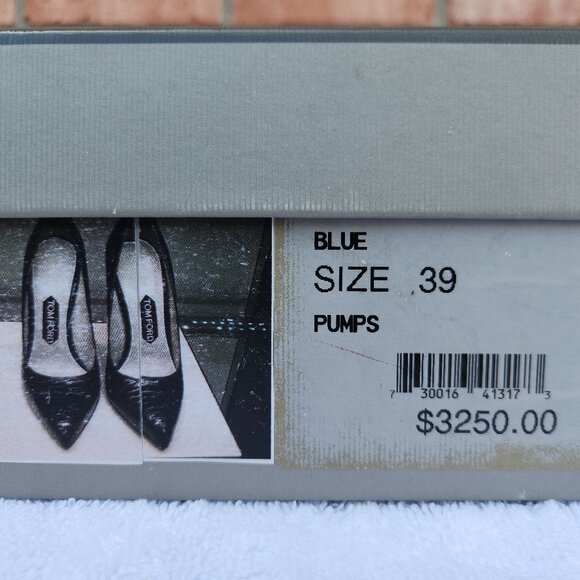 BLUE
SIZE 39
PUMPS
7 30016 41317 3
$3250.00
TOM FORD
TOM FORD